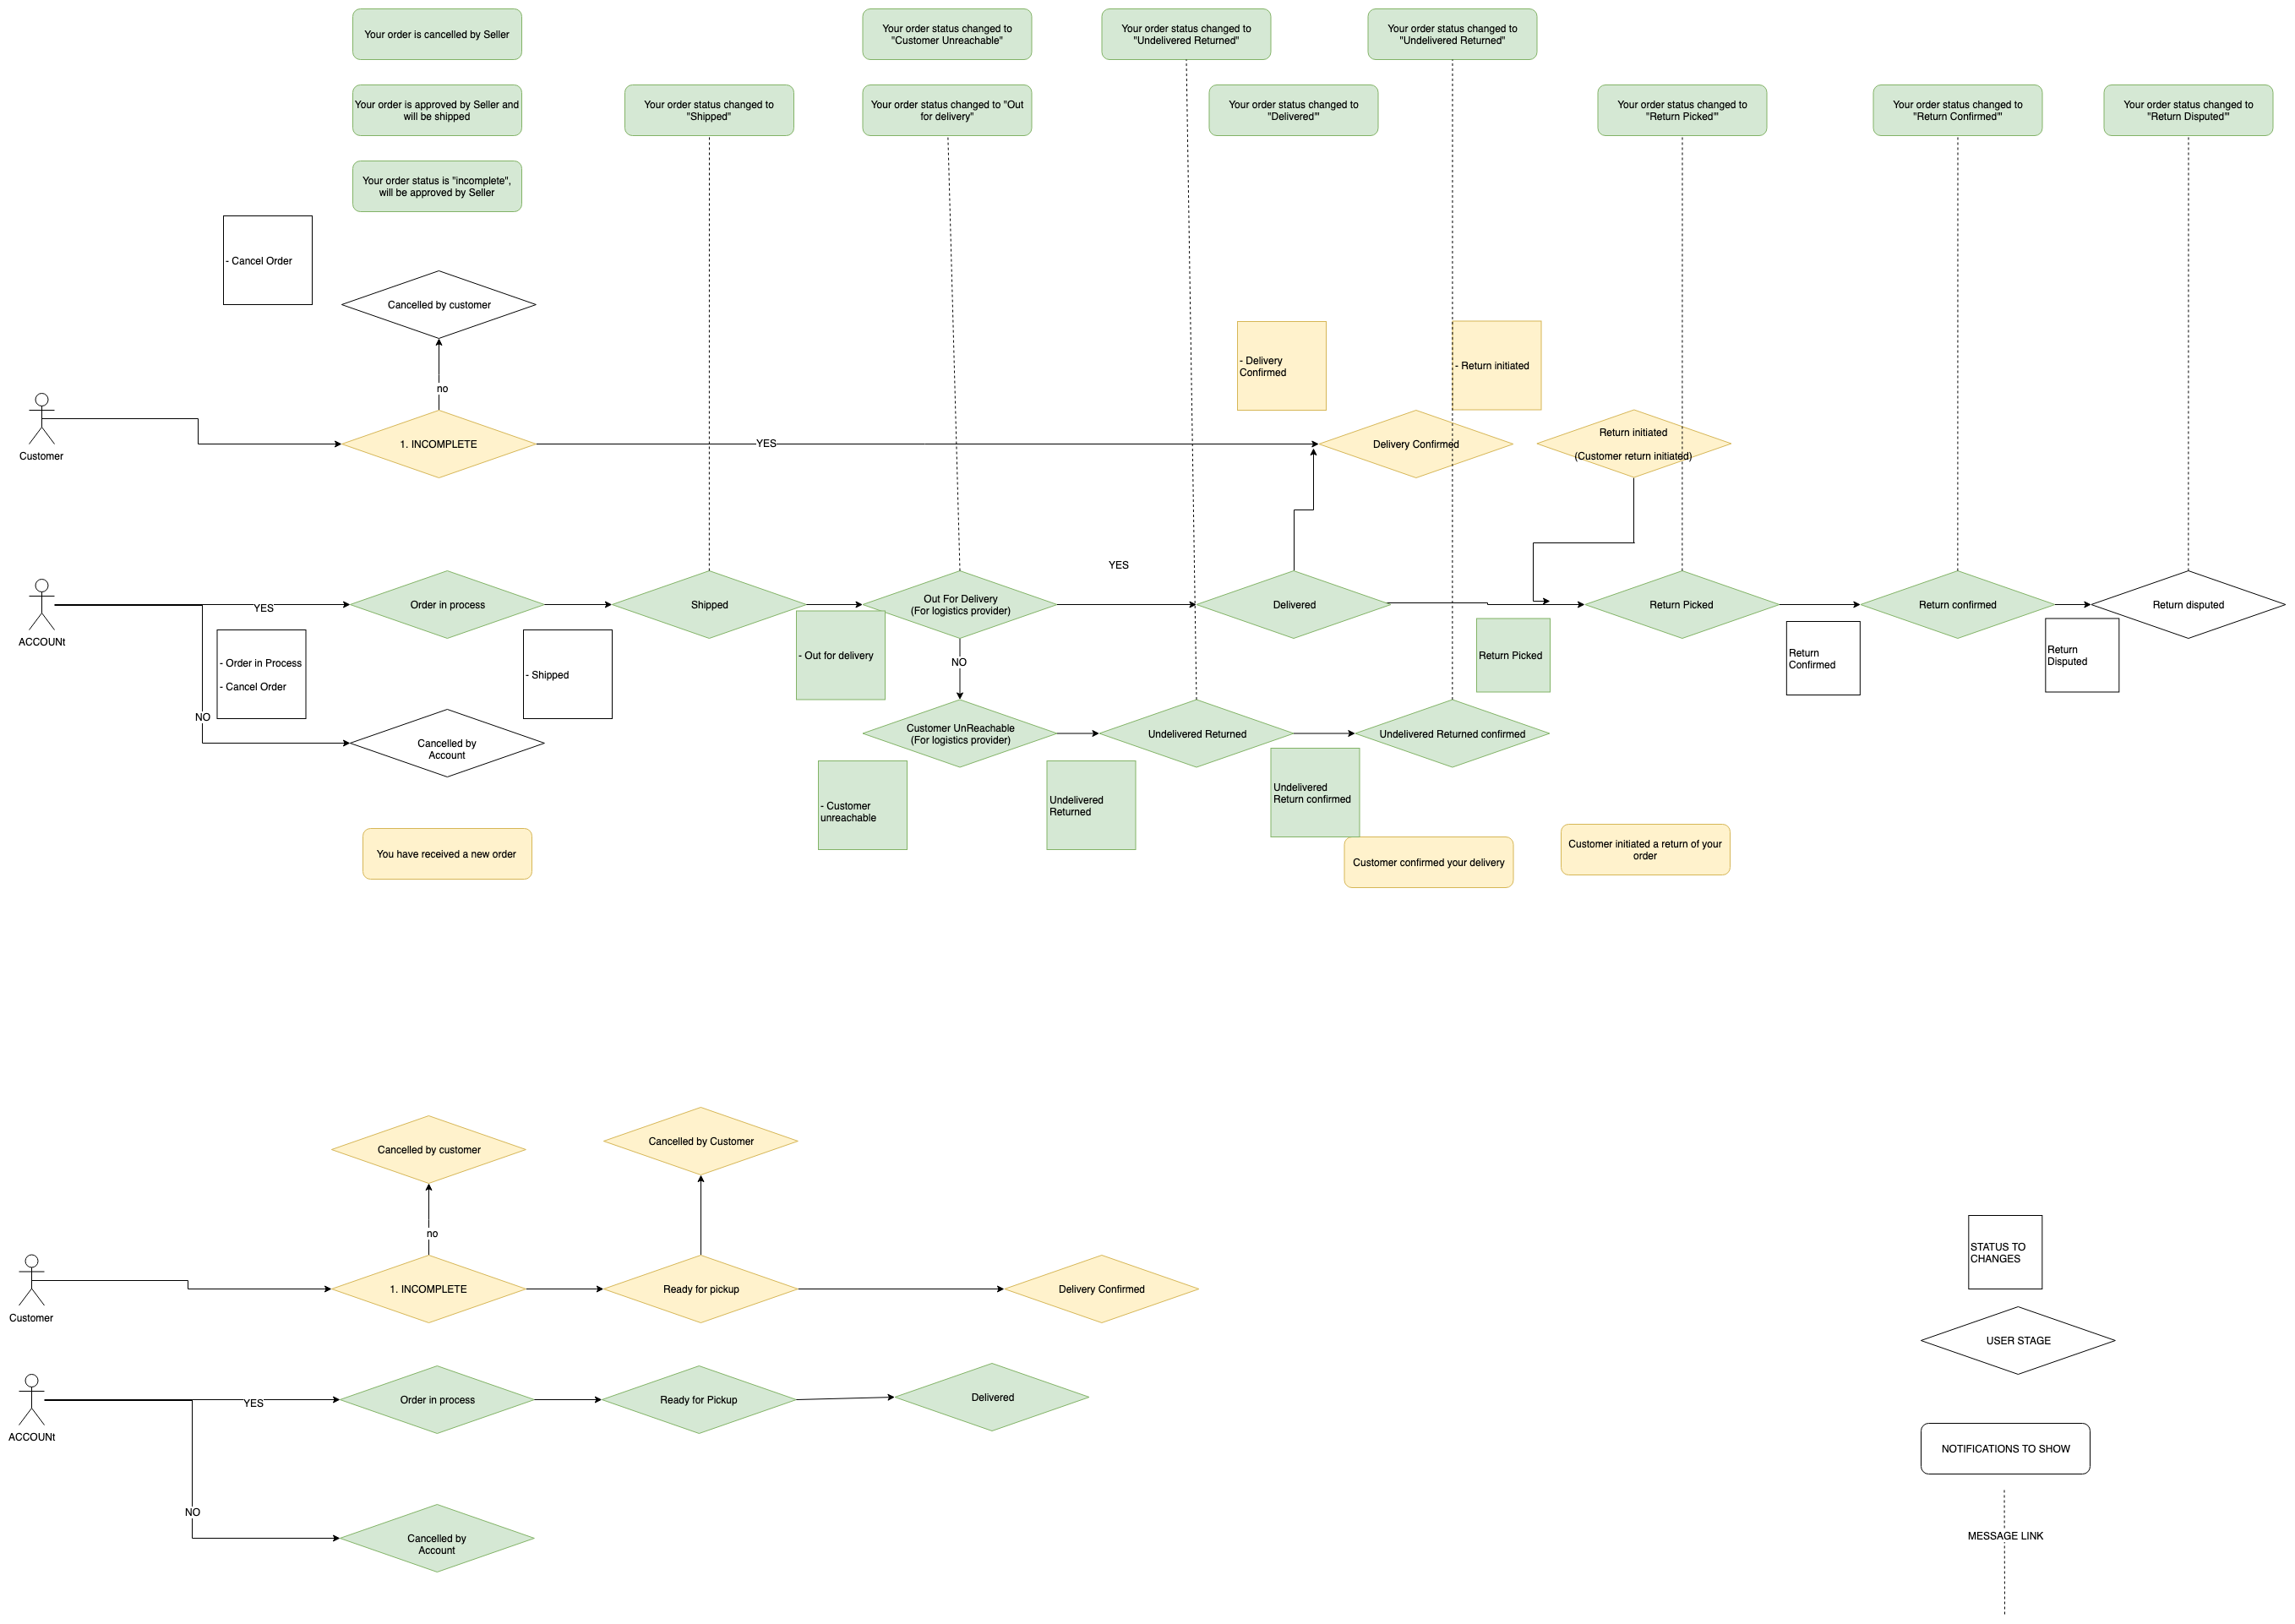 Your order is cancelled by Seller
Your order status changed to
"Customer Unreachable"
Your order status changed to
"Undelivered Returned"
Your order status changed to
"Undelivered Returned"
Your order is approved by Seller and
will be shipped
Your order status changed to
"Shipped"
Your order status changed to "Out
for delivery"
Your order status changed to
"Delivered'"
Your order status changed to
"Return Picked'"
Your order status changed to
"Return Confirmed'"
Your order status changed to
"Return Disputed'"
Your order status is "incomplete",
will be approved by Seller
- Cancel Order
Cancelled by customer
- Delivery
Confirmed
- Return initiated
no
Customer
1. INCOMPLETE
YES
Delivery Confirmed
Return initiated
(Customer return initiated)
YES
ACCOUNt
YES
Order in process
Shipped
Out For Delivery
(For logistics provider)
Delivered
Return Picked
Return confirmed
Return disputed
- Order in Process
- Cancel Order
- Shipped
- Out for delivery
NO
Return Picked
Return
Confirmed
Return
Disputed
NO
Cancelled by
Account
Customer UnReachable
(For logistics provider)
Undelivered Returned
Undelivered Returned confirmed
- Customer
unreachable
Undelivered
Returned
Undelivered
Return confirmed
You have received a new order
Customer confirmed your delivery
Customer initiated a return of your
order
Cancelled by customer
Cancelled by Customer
no
Customer
1. INCOMPLETE
Ready for pickup
Delivery Confirmed
STATUS TO
CHANGES
USER STAGE
ACCOUNt
YES
Order in process
Ready for Pickup
Delivered
NOTIFICATIONS TO SHOW
NO
Cancelled by
Account
MESSAGE LINK